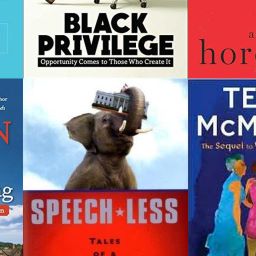 BLACK
PRIVILEGE
Opportunity Comes to Those Who Create It
a
hor
TE
McM
The Sequel to
N
g
SPEECH★LESS
TALES
OF A